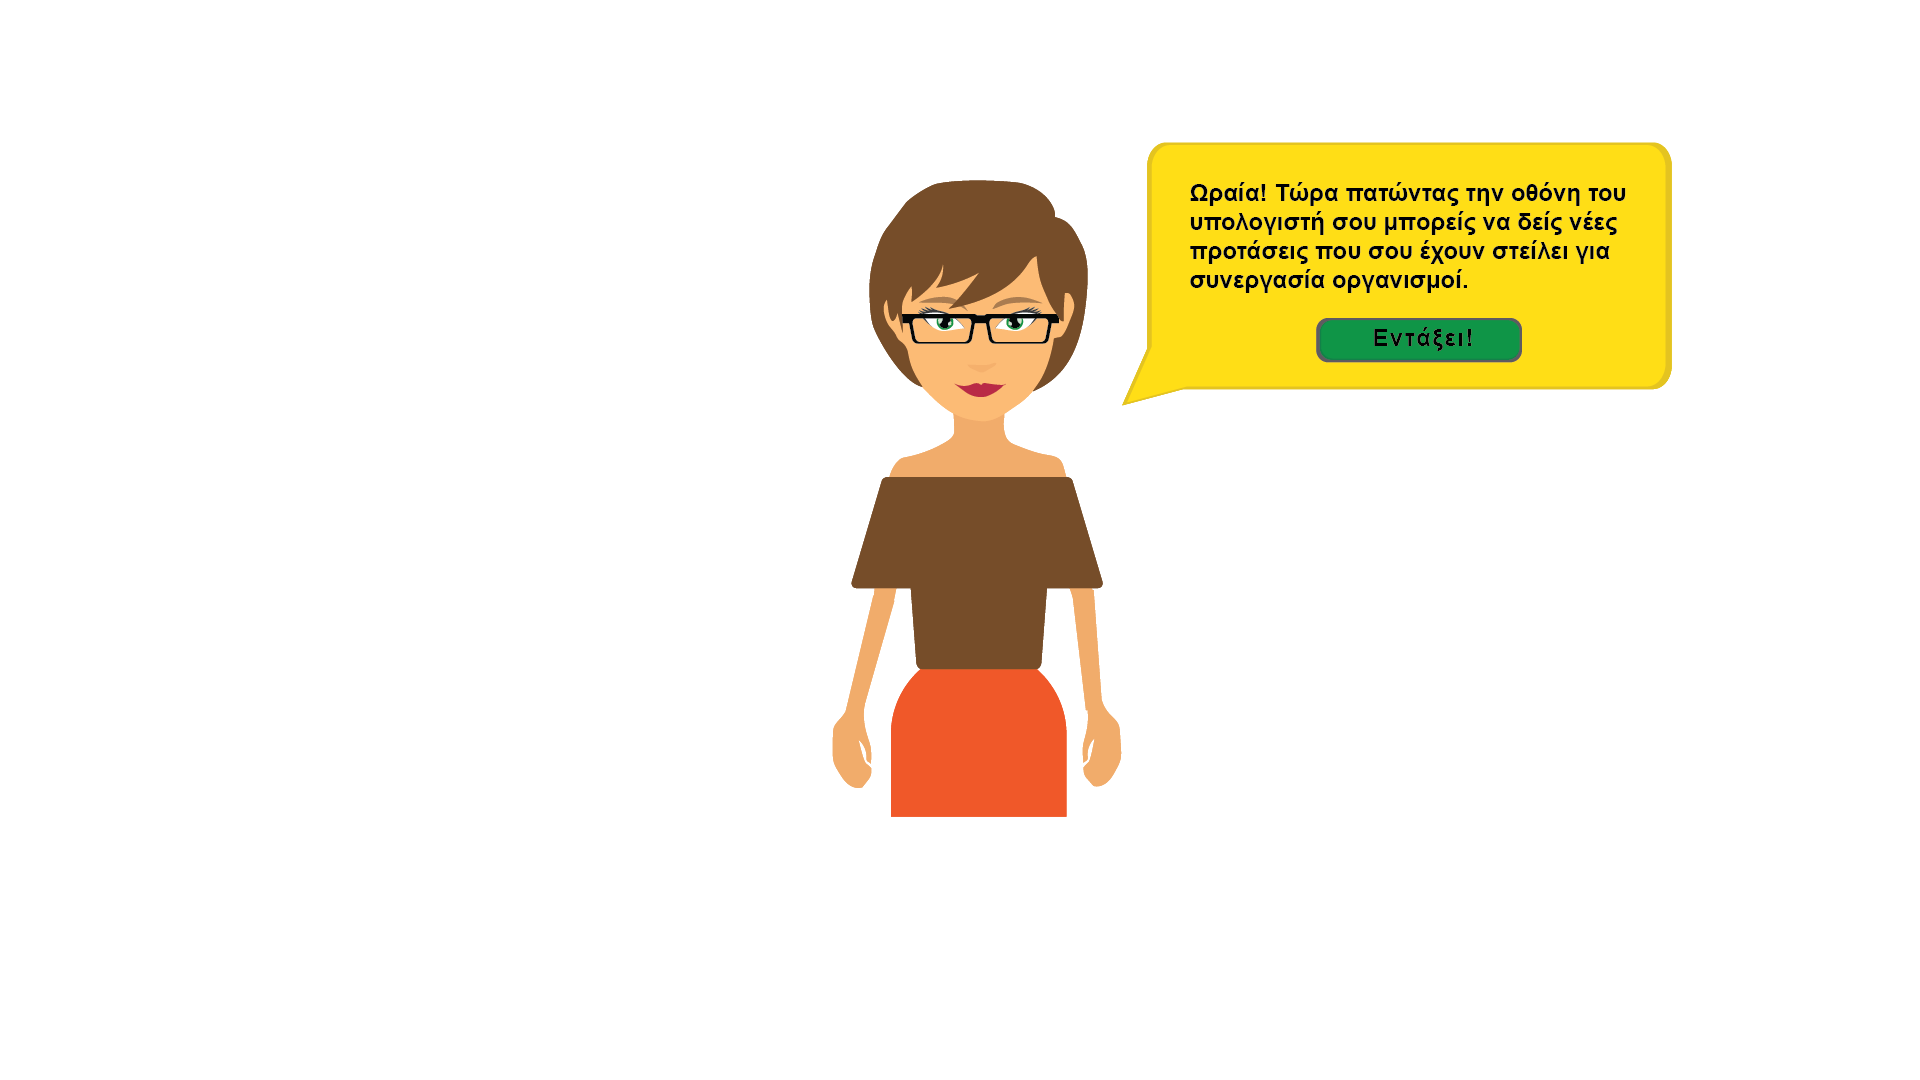 Ωραία! Τώρα πατώντας την οθόνη του
υπολογιστή σου μπορείς να δείς νέες
προτάσεις που σου έχουν στείλει για
συνεργασία οργανισμοί.
Εντάξει!